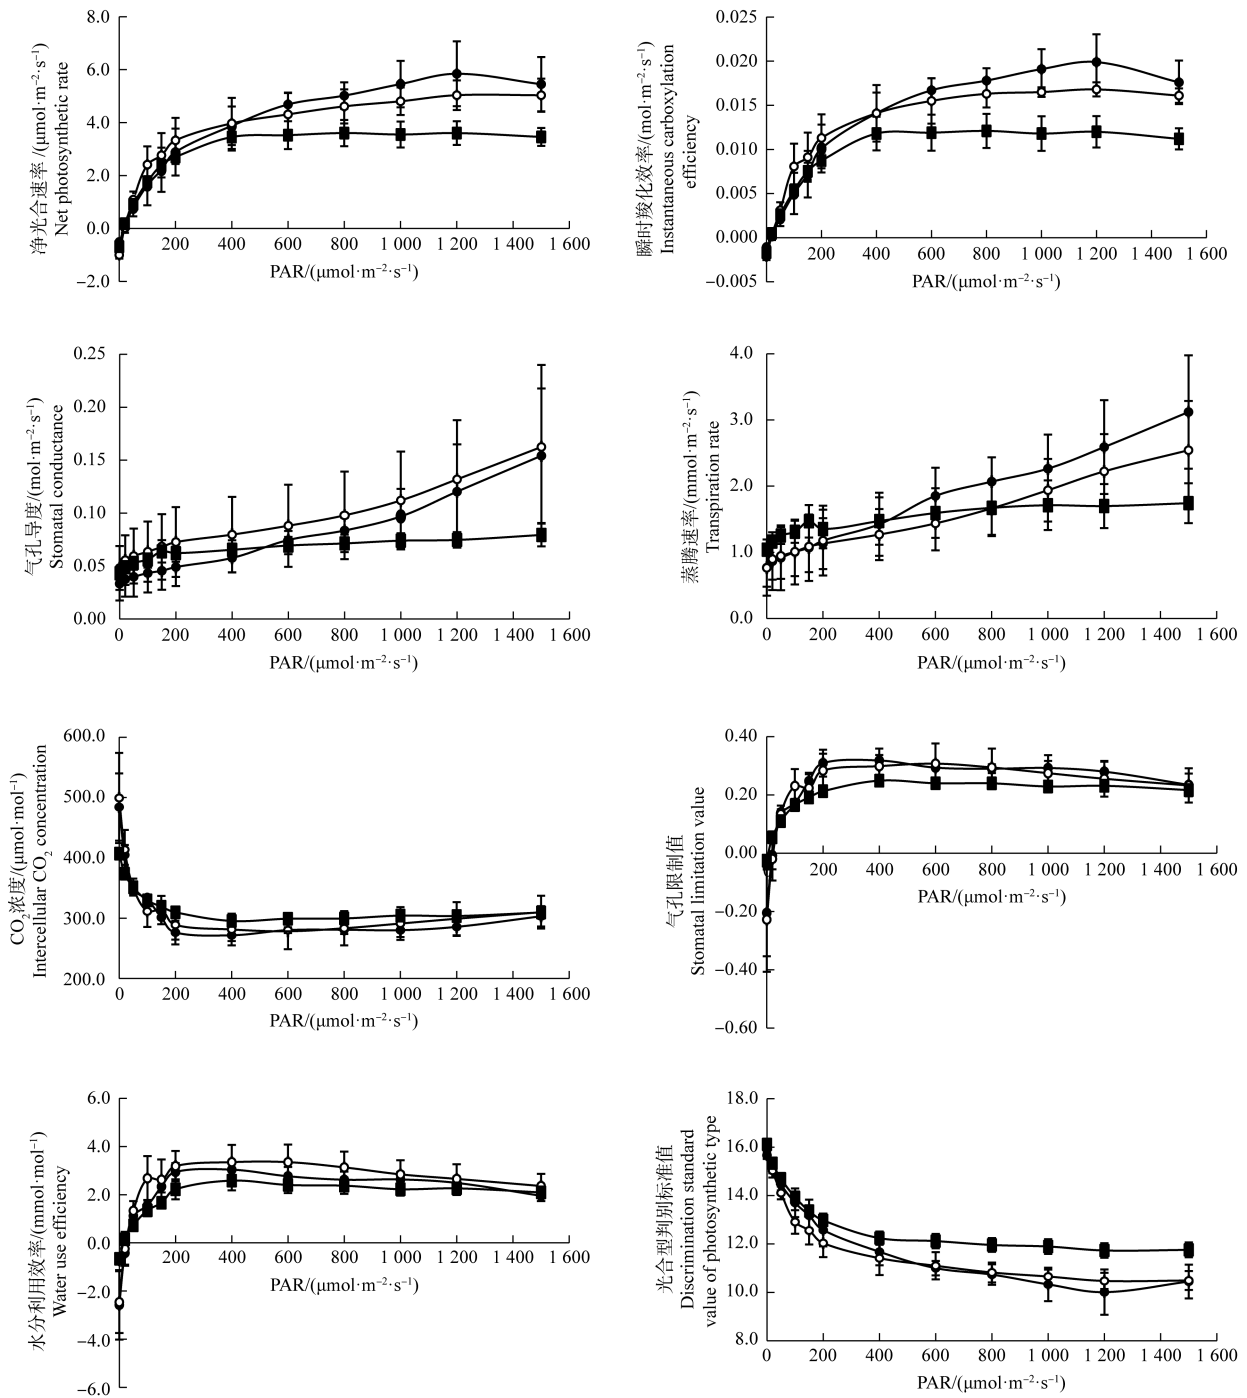 净光合速率/(μmol·m⁻²·s⁻¹)
Net photosynthetic rate
8.0
6.0
4.0
2.0
0.0
−2.0
200 400 600 800 1 000 1 200 1 400 1 600
PAR/(μmol·m⁻²·s⁻¹)
瞬时羧化效率/(mol·m⁻²·s⁻¹)
Instantaneous carboxylation
efficiency
0.025
0.020
0.015
0.010
0.005
0.000
−0.005
200 400 600 800 1 000 1 200 1 400 1 600
PAR/(μmol·m⁻²·s⁻¹)
气孔导度/(mol·m⁻²·s⁻¹)
Stomatal conductance
0.25
0.20
0.15
0.10
0.05
0.00
0 200 400 600 800 1 000 1 200 1 400 1 600
PAR/(μmol·m⁻²·s⁻¹)
蒸腾速率/(mmol·m⁻²·s⁻¹)
Transpiration rate
4.0
3.0
2.0
1.0
0.0
0 200 400 600 800 1 000 1 200 1 400 1 600
PAR/(μmol·m⁻²·s⁻¹)
CO₂浓度/(μmol·mol⁻¹)
Intercellular CO₂ concentration
600.0
500.0
400.0
300.0
200.0
0 200 400 600 800 1 000 1 200 1 400 1 600
PAR/(μmol·m⁻²·s⁻¹)
气孔限制值
Stomatal limitation value
0.40
0.20
0.00
−0.20
−0.40
−0.60
200 400 600 800 1 000 1 200 1 400 1 600
PAR/(μmol·m⁻²·s⁻¹)
水分利用效率/(mmol·mol⁻¹)
Water use efficiency
6.0
4.0
2.0
0.0
−2.0
−4.0
−6.0
200 400 600 800 1 000 1 200 1 400 1 600
PAR/(μmol·m⁻²·s⁻¹)
光合型判别标准值
Discrimination standard
value of photosynthetic type
18.0
16.0
14.0
12.0
10.0
8.0
0 200 400 600 800 1 000 1 200 1 400 1 600
PAR/(μmol·m⁻²·s⁻¹)